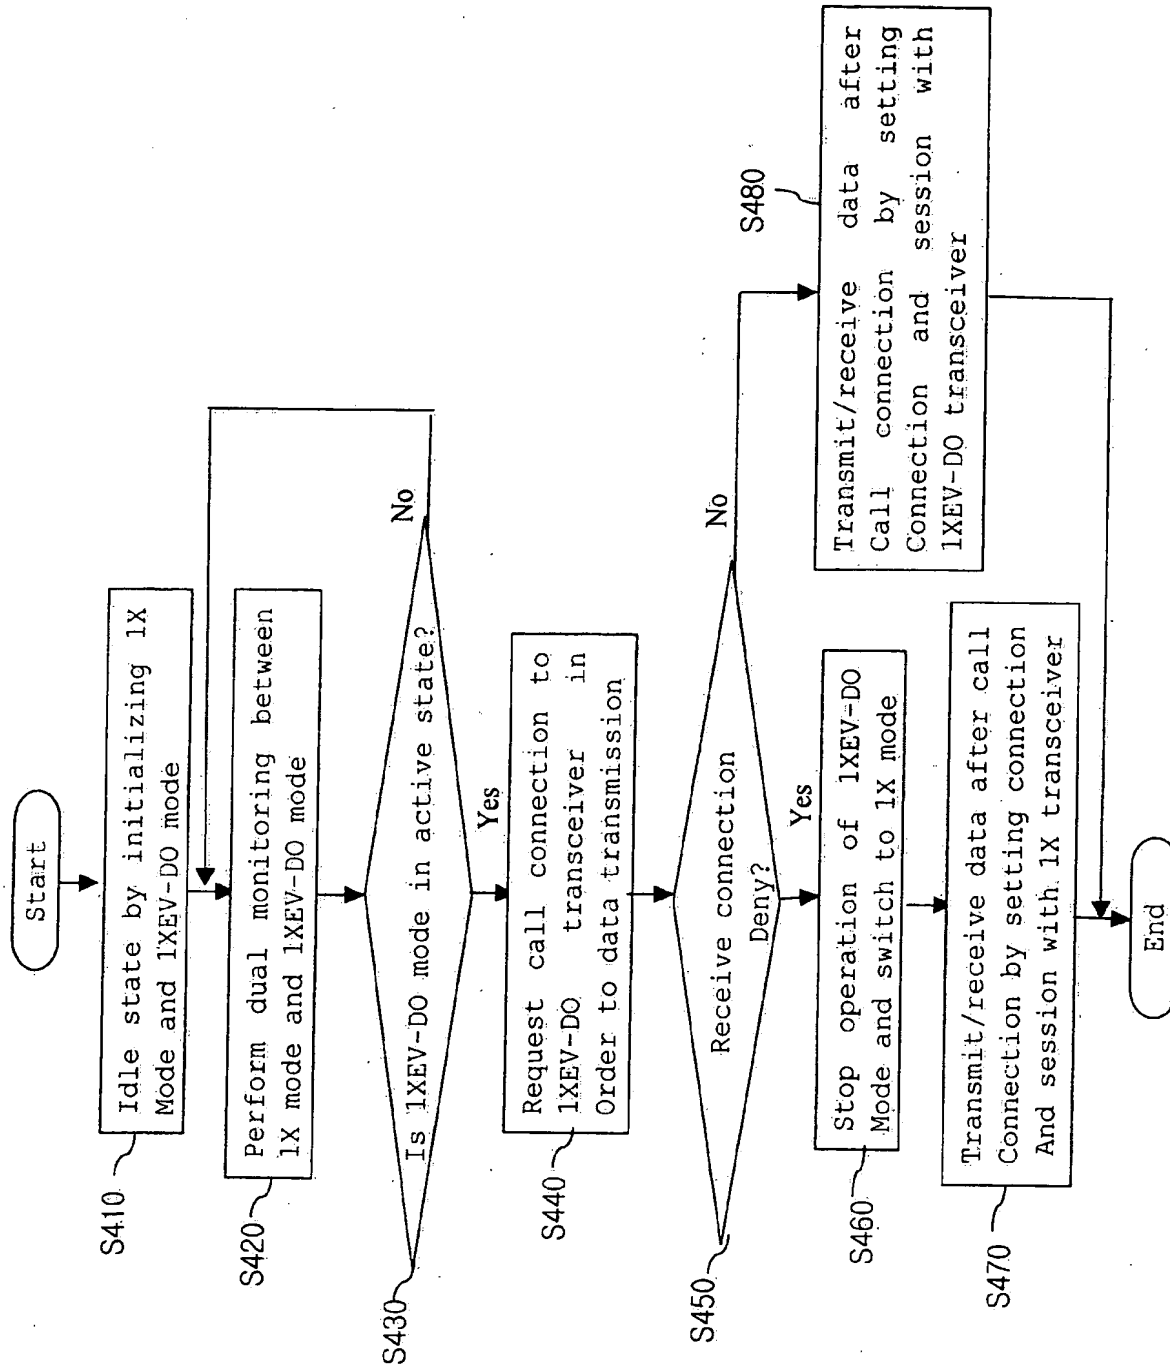 Start
S410
Idle state by initializing 1X
Mode and 1XEV-DO mode
S420
Perform dual monitoring between
1X mode and 1XEV-DO mode
S430
Is 1XEV-DO mode in active state?
No
Yes
S440
Request call connection to
1XEV-DO transceiver in
Order to data transmission
S450
Receive connection
Deny?
No
Yes
S460
Stop operation of 1XEV-DO
Mode and switch to 1X mode
S470
Transmit/receive data after call
Connection by setting connection
And session with 1X transceiver
S480
Transmit/receive data after
Call connection by setting
Connection and session with
1XEV-DO transceiver
End